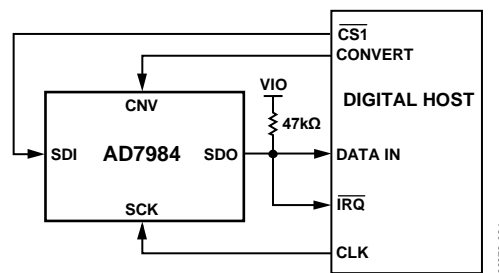 CS1
CONVERT
VIO
CNV
DIGITAL HOST
47kΩ
SDI
AD7984
SDO
DATA IN
SCK
IRQ
CLK